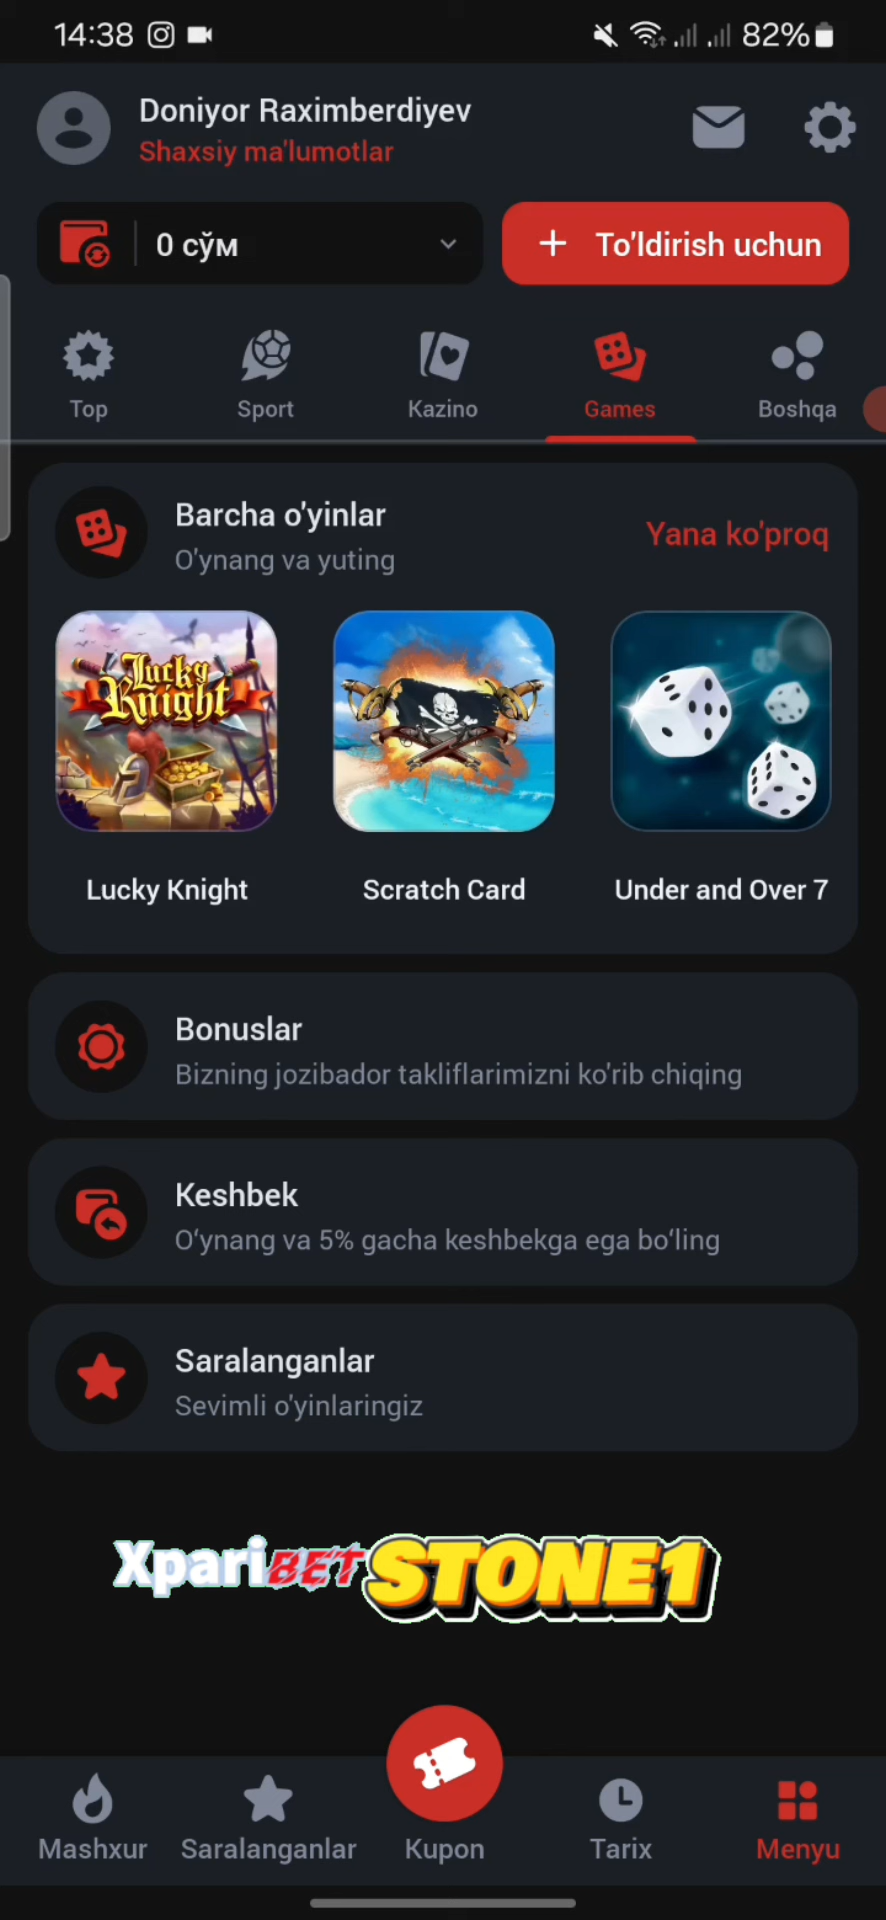 14:38
82%
Doniyor Raximberdiyev
Shaxsiy ma'lumotlar
0 сўм
+ To'ldirish uchun
Top
Sport
Kazino
Games
Boshqa
Barcha o'yinlar
O'ynang va yuting
Yana ko'proq
Lucky Knight
Lucky Knight
Scratch Card
Under and Over 7
Bonuslar
Bizning jozibador takliflarimizni ko'rib chiqing
Keshbek
Oʻynang va 5% gacha keshbekga ega boʻling
Saralanganlar
Sevimli o'yinlaringiz
XpariBET STONE1
Mashxur
Saralanganlar
Kupon
Tarix
Menyu